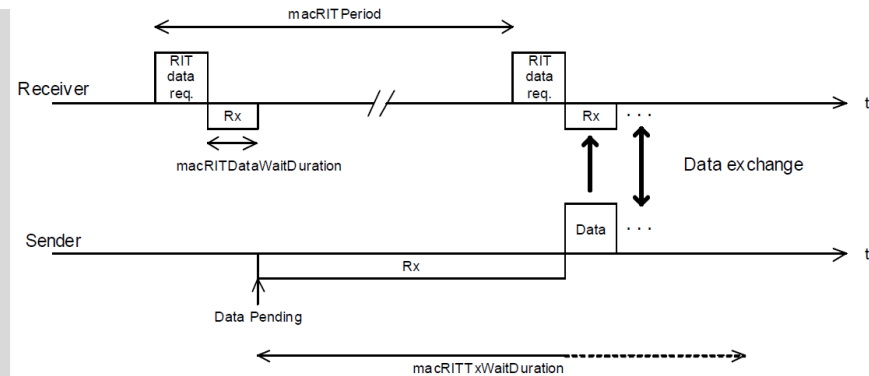 macRITPeriod
RIT
data
req.
RIT
data
req.
Receiver
t
Rx
Rx
. . .
macRITDataWaitDuration
Data exchange
Data
. . .
Sender
t
Rx
Data Pending
macRITTxWaitDuration